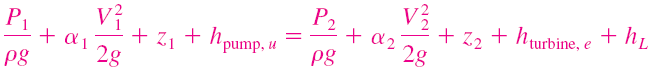 P₁/ρg + α₁ V₁²/2g + z₁ + h_pump, u = P₂/ρg + α₂ V₂²/2g + z₂ + h_turbine, e + h_L